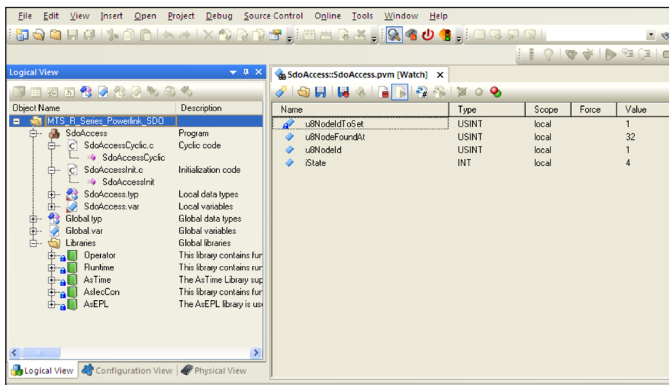 File Edit View Insert Open Project Debug Source Control Online Tools Window Help
Logical View
SdoAccess::SdoAccess.pvm [Watch]
Object Name Description
MTS_R_Series_Powerlink_SDO
SdoAccess Program
SdoAccessCyclic.c Cyclic code
SdoAccessCyclic
SdoAccessInit.c Initialization code
SdoAccessInit
SdoAccess.typ Local data types
SdoAccess.var Local variables
Global.typ Global data types
Global.var Global variables
Libraries Global libraries
Operator This library contains fur
Runtime This library contains fur
AsTime The AsTime Library sup
AsIecCon This library contains fur
AsEPL The AsEPL library is use
Logical View Configuration View Physical View
Name Type Scope Force Value
u8NodeIdToSet USINT local 1
u8NodeFoundAt USINT local 32
u8NodeId USINT local 1
iState INT local 4